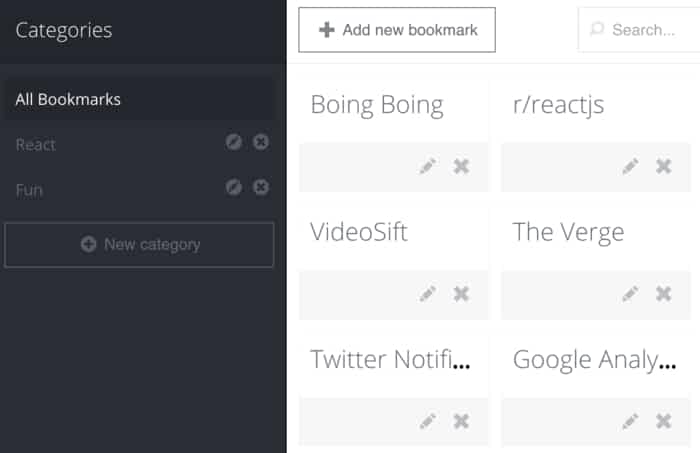 Categories
All Bookmarks
React
Fun
New category
Add new bookmark
Search...
Boing Boing
r/reactjs
VideoSift
The Verge
Twitter Notifi...
Google Analy...